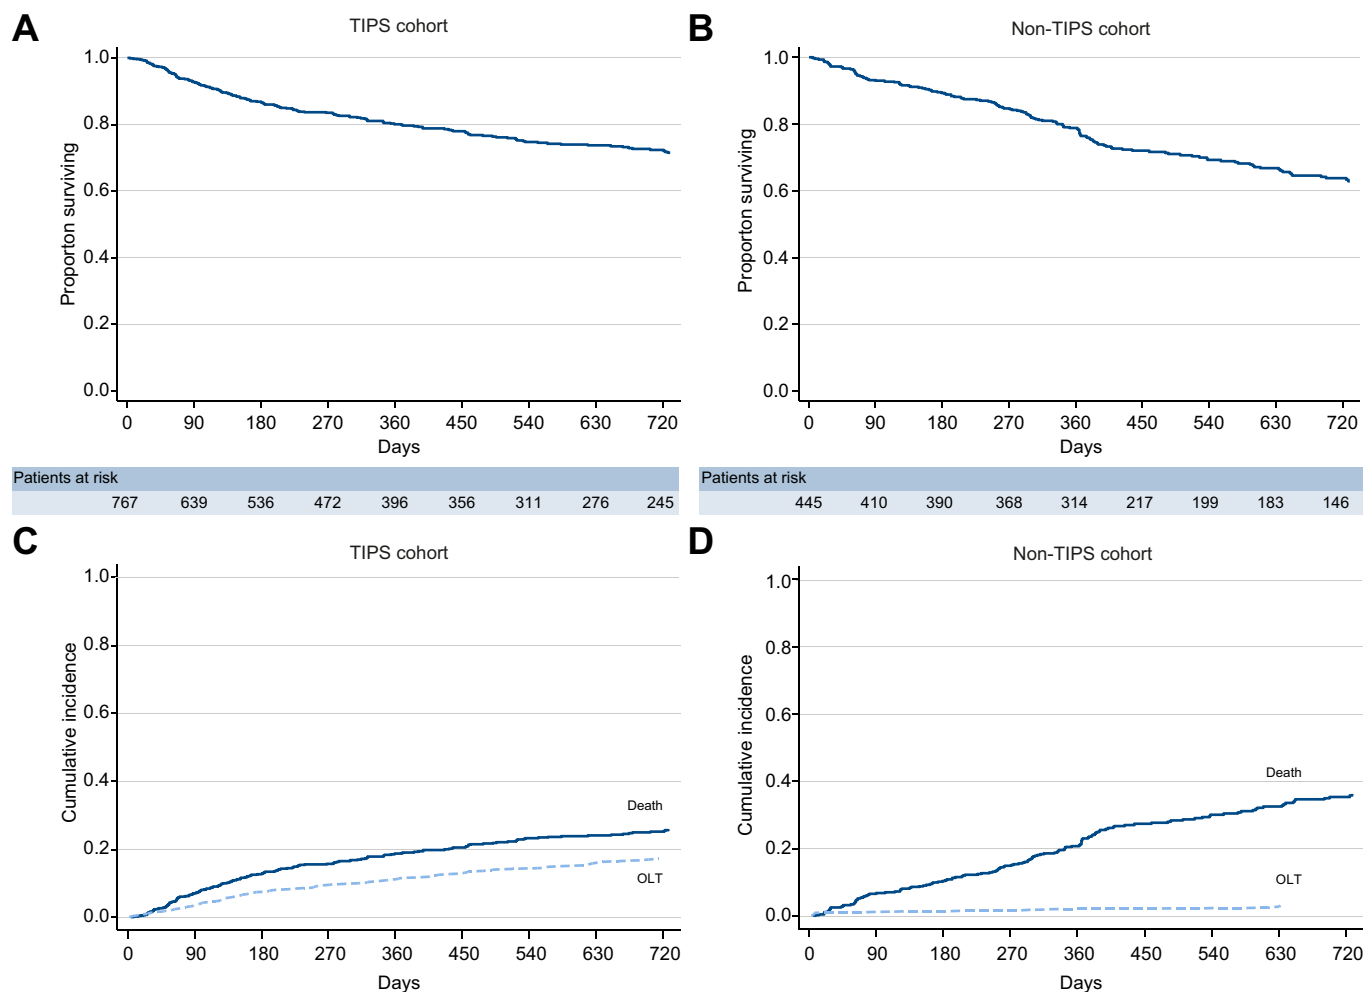 A
TIPS cohort
Proporton surviving
1.0
0.8
0.6
0.4
0.2
0.0
0 90 180 270 360 450 540 630 720
Days
Patients at risk
767 639 536 472 396 356 311 276 245
B
Non-TIPS cohort
Proporton surviving
1.0
0.8
0.6
0.4
0.2
0.0
0 90 180 270 360 450 540 630 720
Days
Patients at risk
445 410 390 368 314 217 199 183 146
C
TIPS cohort
Cumulative incidence
1.0
0.8
0.6
0.4
0.2
0.0
Death
OLT
0 90 180 270 360 450 540 630 720
Days
D
Non-TIPS cohort
Cumulative incidence
1.0
0.8
0.6
0.4
0.2
0.0
Death
OLT
0 90 180 270 360 450 540 630 720
Days